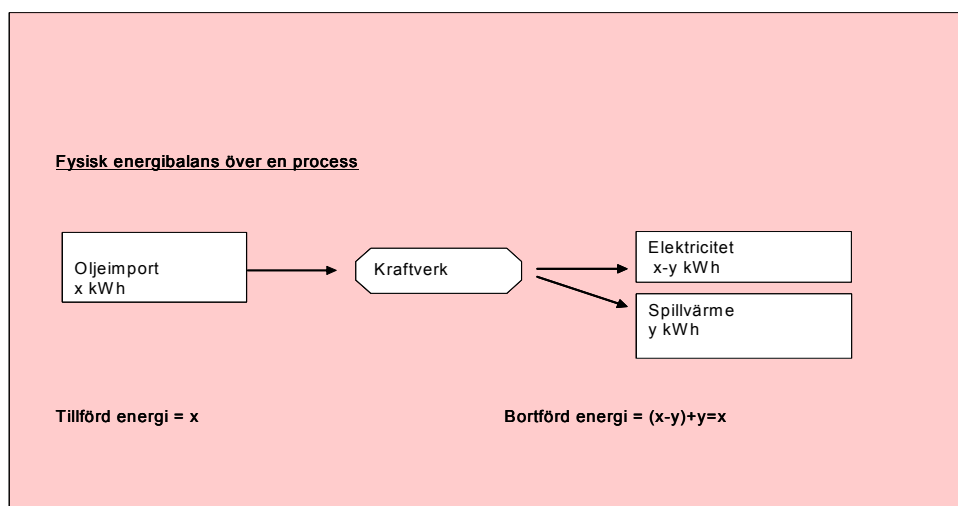 Fysisk energibalans över en process
Oljeimport
x kWh
Kraftverk
Elektricitet
x-y kWh
Spillvärme
y kWh
Tillförd energi = x
Bortförd energi = (x-y)+y=x